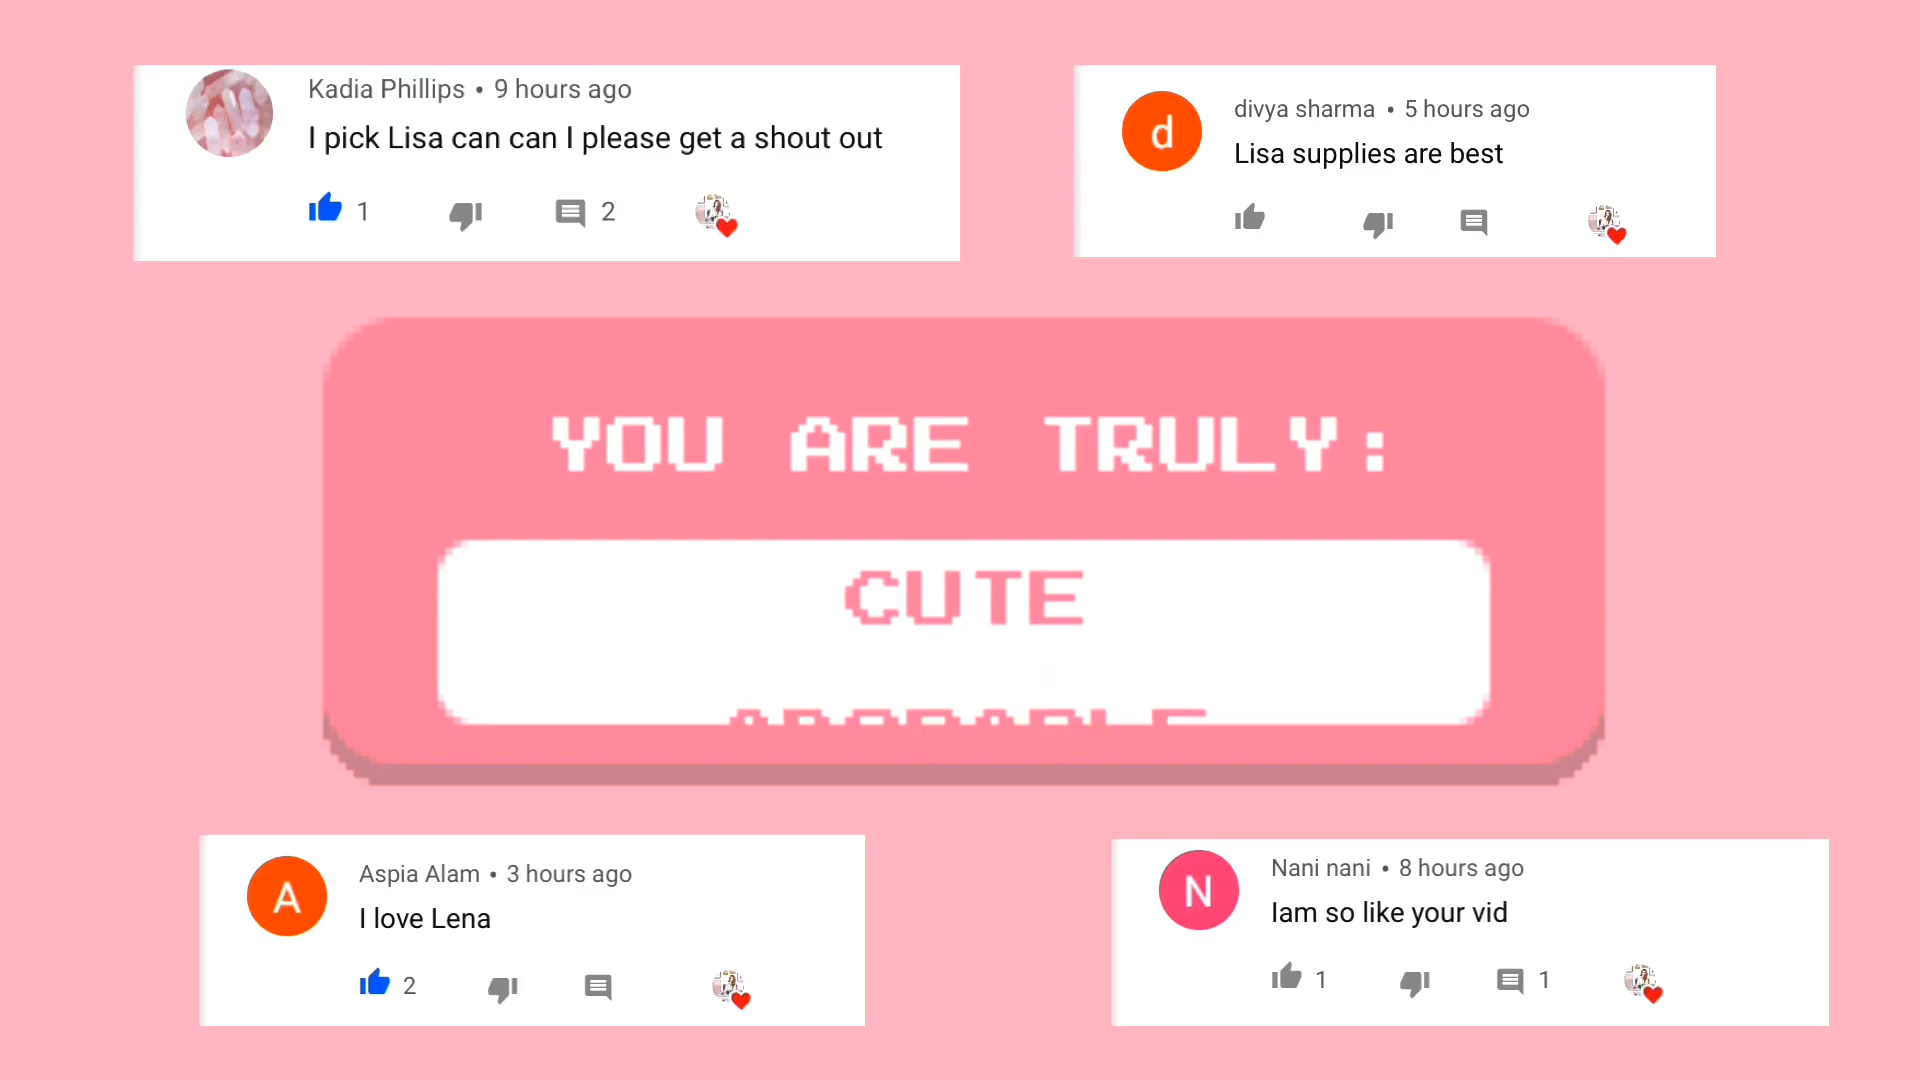 Kadia Phillips • 9 hours ago
I pick Lisa can can I please get a shout out
1 2
divya sharma • 5 hours ago
d
Lisa supplies are best
YOU ARE TRULY:
CUTE
Aspia Alam • 3 hours ago
A
I love Lena
2
Nani nani • 8 hours ago
N
Iam so like your vid
1 1